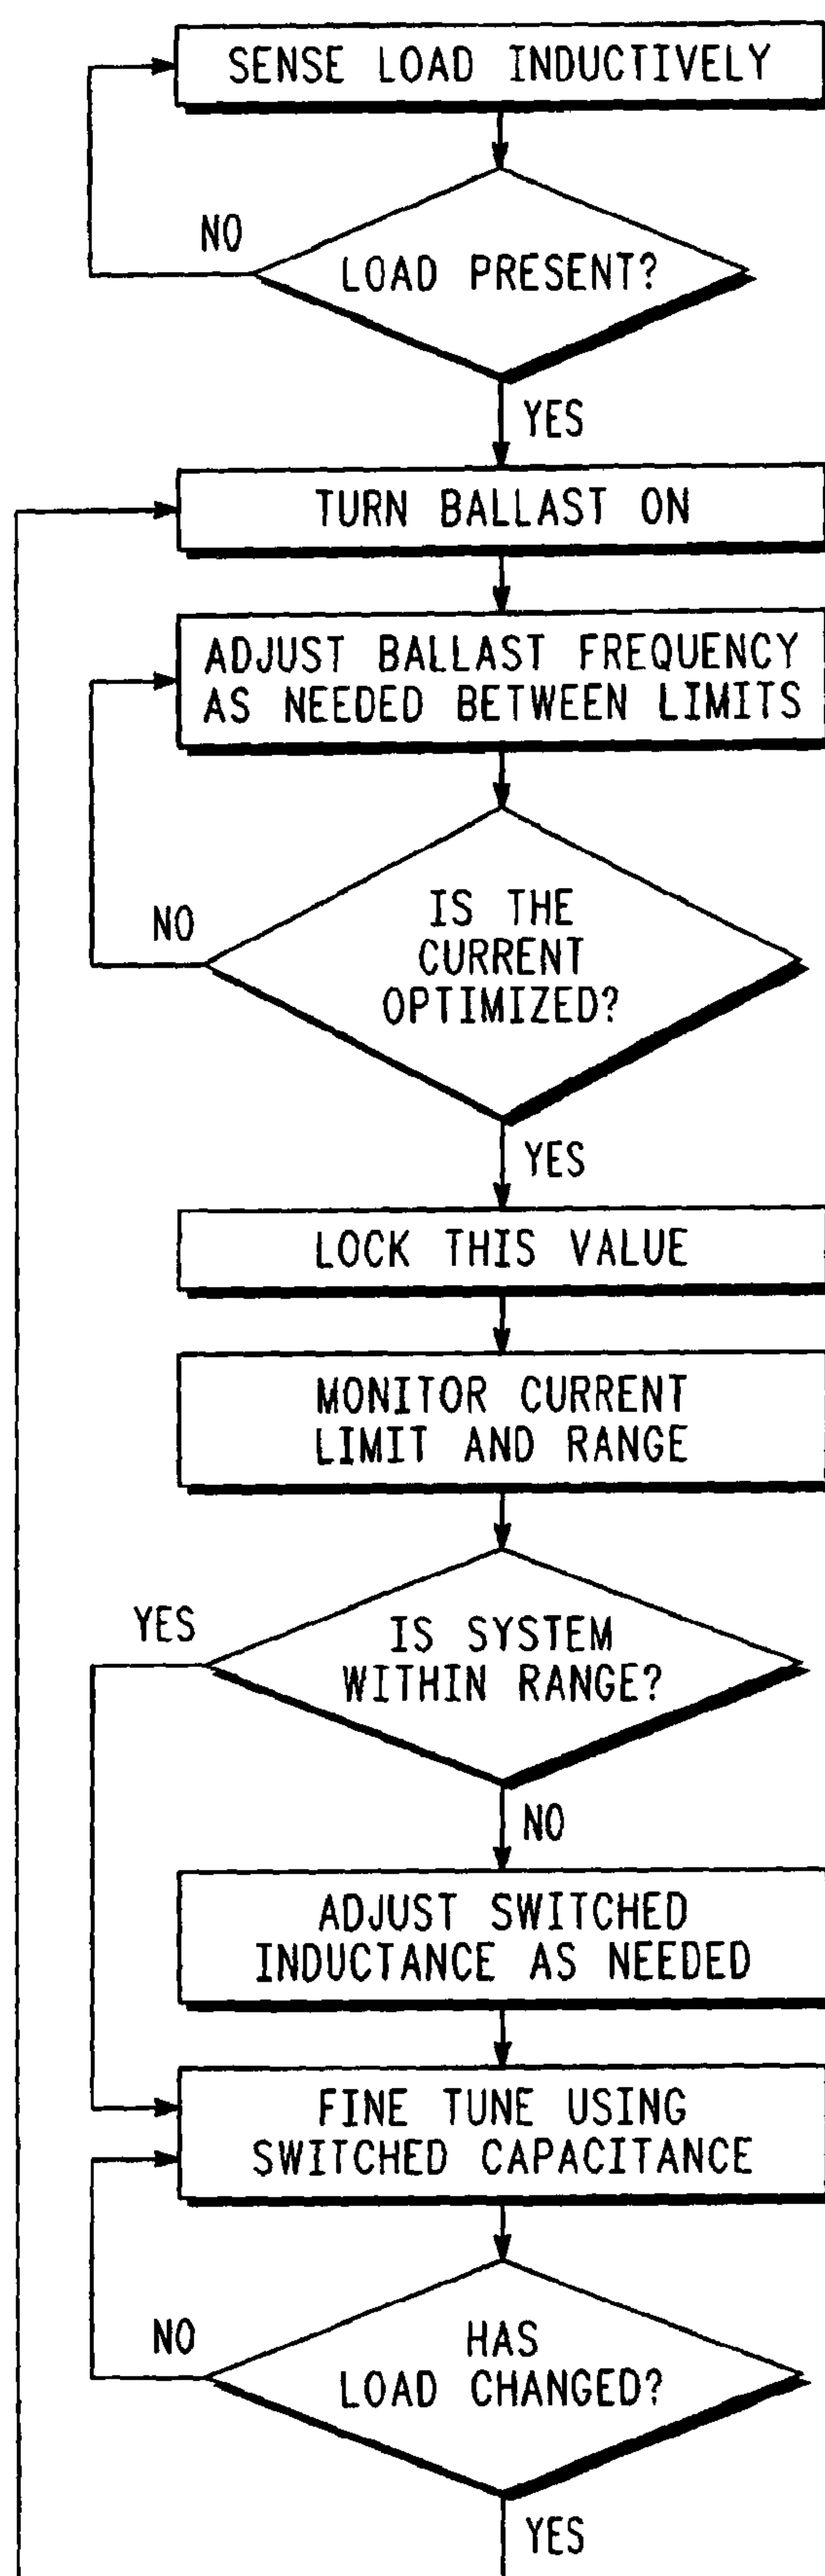 SENSE LOAD INDUCTIVELY
NO
LOAD PRESENT?
YES
TURN BALLAST ON
ADJUST BALLAST FREQUENCY
AS NEEDED BETWEEN LIMITS
NO
IS THE
CURRENT
OPTIMIZED?
YES
LOCK THIS VALUE
MONITOR CURRENT
LIMIT AND RANGE
YES
IS SYSTEM
WITHIN RANGE?
NO
ADJUST SWITCHED
INDUCTANCE AS NEEDED
FINE TUNE USING
SWITCHED CAPACITANCE
NO
HAS
LOAD CHANGED?
YES